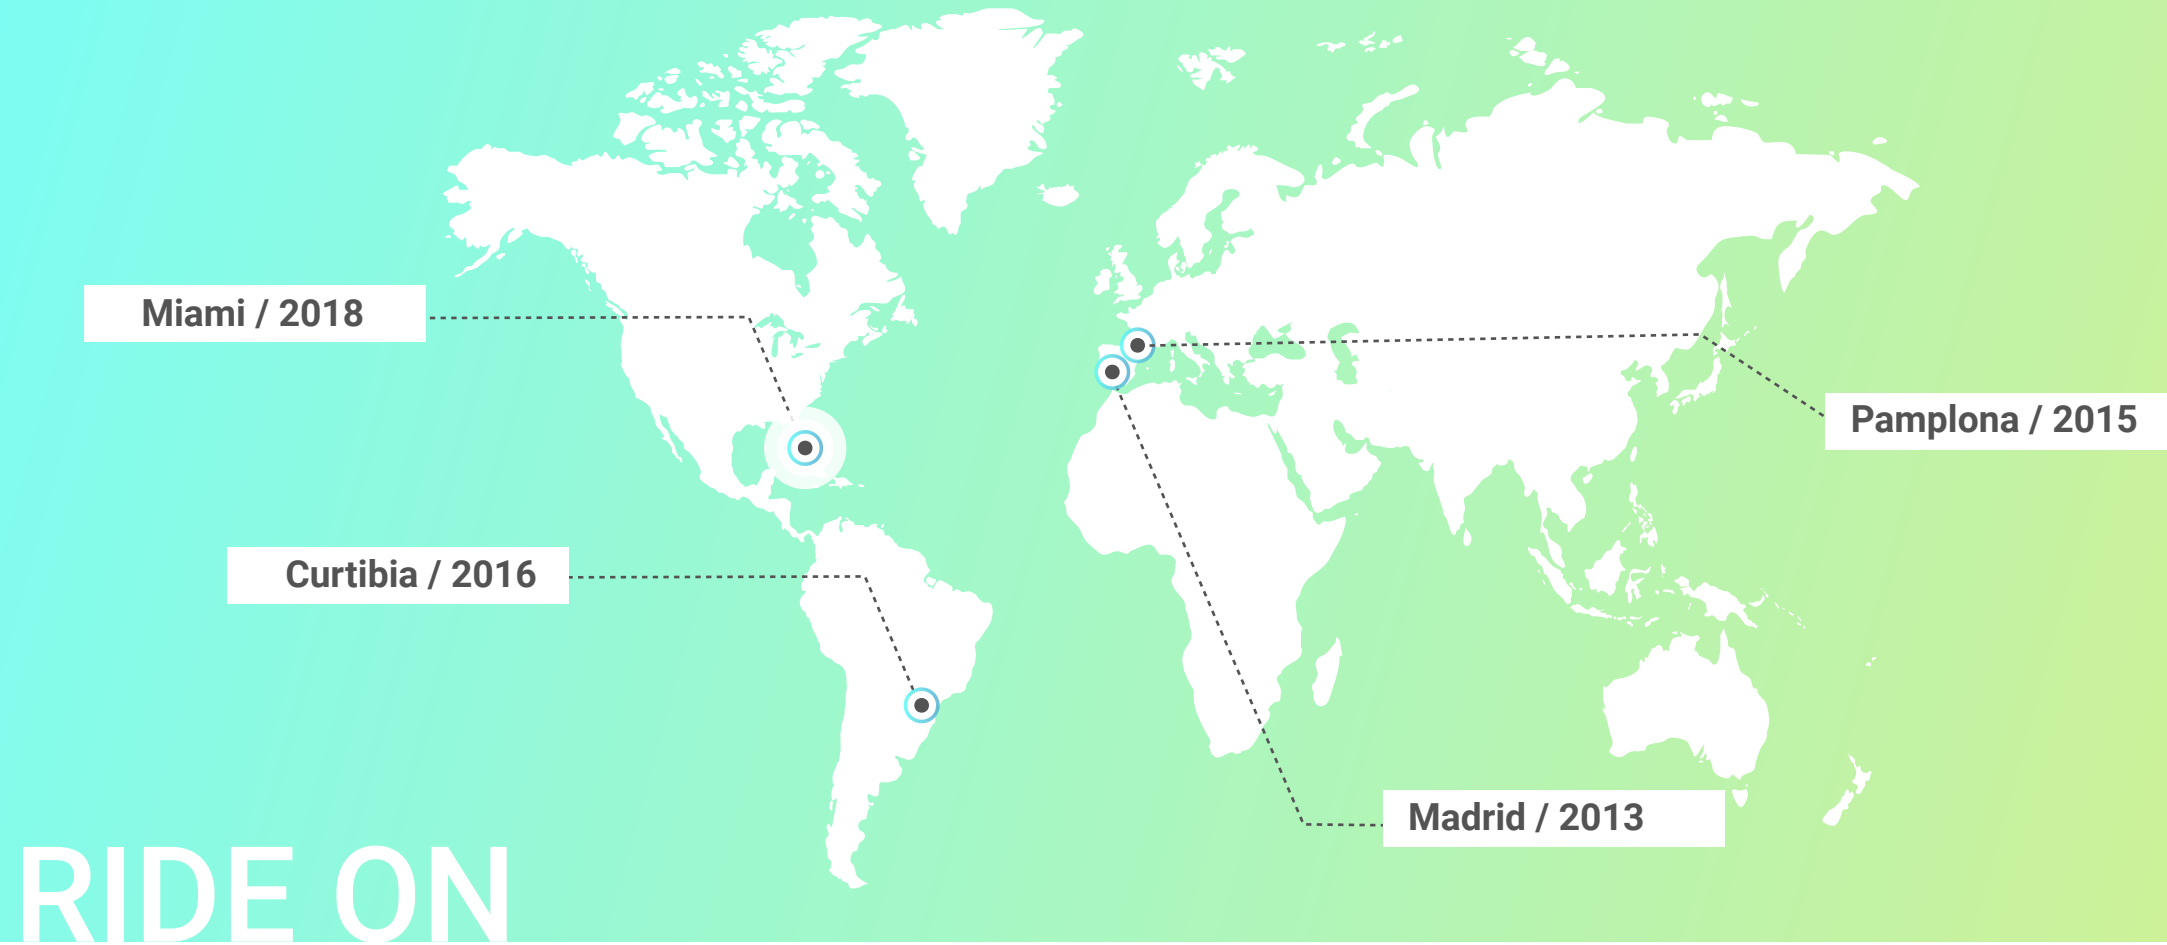 Miami / 2018
Pamplona / 2015
Curtibia / 2016
Madrid / 2013
RIDE ON